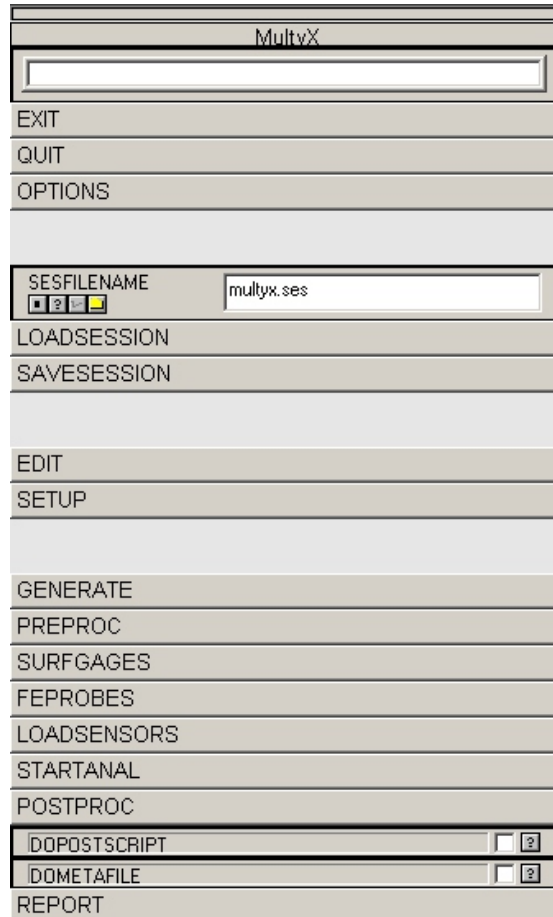 MultyX
EXIT
QUIT
OPTIONS
SESFILENAME
multyx.ses
?
LOADSESSION
SAVESESSION
EDIT
SETUP
GENERATE
PREPROC
SURFGAGES
FEPROBES
LOADSENSORS
STARTANAL
POSTPROC
DOPOSTSCRIPT ?
DOMETAFILE ?
REPORT